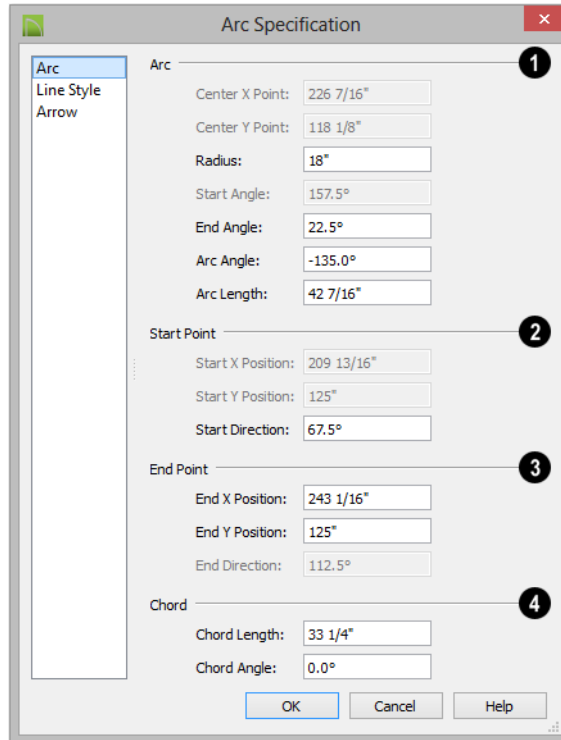 Arc Specification
Arc
Line Style
Arrow
Arc 1
Center X Point: 226 7/16"
Center Y Point: 118 1/8"
Radius: 18"
Start Angle: 157.5°
End Angle: 22.5°
Arc Angle: -135.0°
Arc Length: 42 7/16"
Start Point 2
Start X Position: 209 13/16"
Start Y Position: 125"
Start Direction: 67.5°
End Point 3
End X Position: 243 1/16"
End Y Position: 125"
End Direction: 112.5°
Chord 4
Chord Length: 33 1/4"
Chord Angle: 0.0°
OK Cancel Help